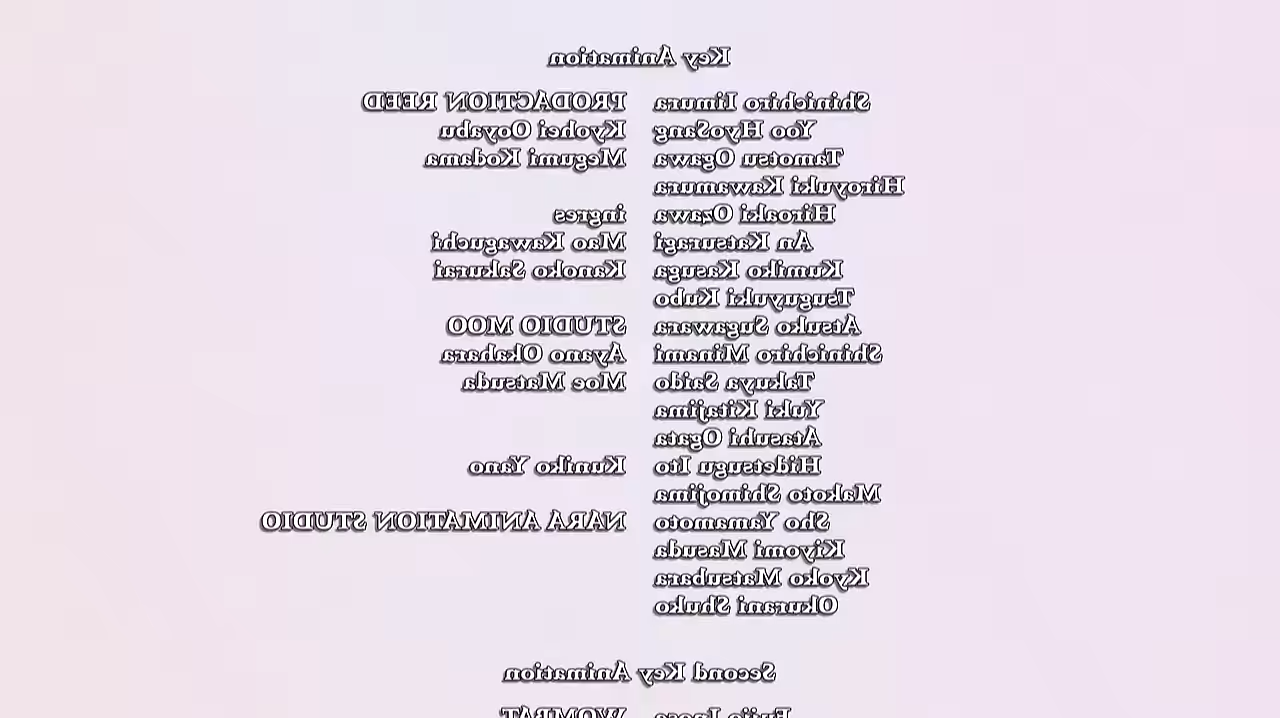 Key Animation
Shinichiro Iimura PRODACTION REED
Yoo HyoSang Kyohei Ooyabu
Tamotsu Ogawa Megumi Kodama
Hiroyuki Kawamura
Hiroaki Ozawa ingres
An Katsuragi Mao Kawaguchi
Kumiko Kasuga Kanoko Sakurai
Tsuguyuki Kubo
Atsuko Sugawara STUDIO MOO
Shinichiro Minami Ayano Okahara
Takuya Saido Moe Matsuda
Yuki Kitajima
Atasuhi Ogata
Hidetsugu Ito Kumiko Yano
Makoto Shimojima
Sho Yamamoto NARA ANIMATION STUDIO
Kiyomi Masuda
Kyoko Matsubara
Okurani Shuko
Second Key Animation
WOMBAT